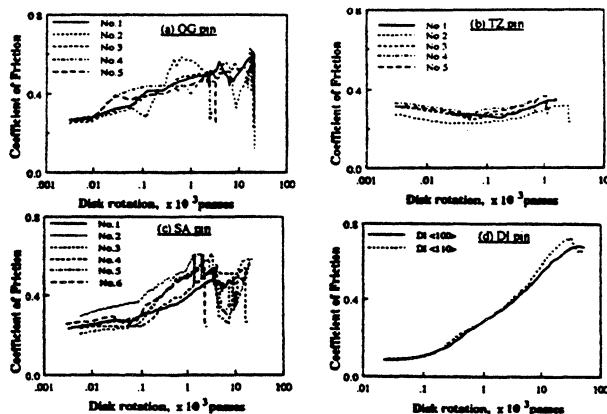 No.1
No.2
No.3
No.4
No.5
(a) QG pin
Coefficient of Friction
0.8
0.4
0.0
.001 .01 .1 1 10 100
Disk rotation, x 10 3 passes
No 1
No 2
No 3
No 4
No 5
(b) TZ pin
Coefficient of Friction
0.8
0.4
0.0
.001 .01 .1 1 10
Disk rotation, x 10 3 passes
No.1
No.2
No.3
No.4
No.5
No.6
(c) SA pin
Coefficient of Friction
0.8
0.4
0.0
.001 .01 .1 1 10 100
Disk rotation, x 10 3 passes
DI <100>
DI <110>
(d) DI pin
Coefficient of Friction
0.8
0.4
0.0
.01 .1 1 10 100
Disk rotation, x 10 3 passes